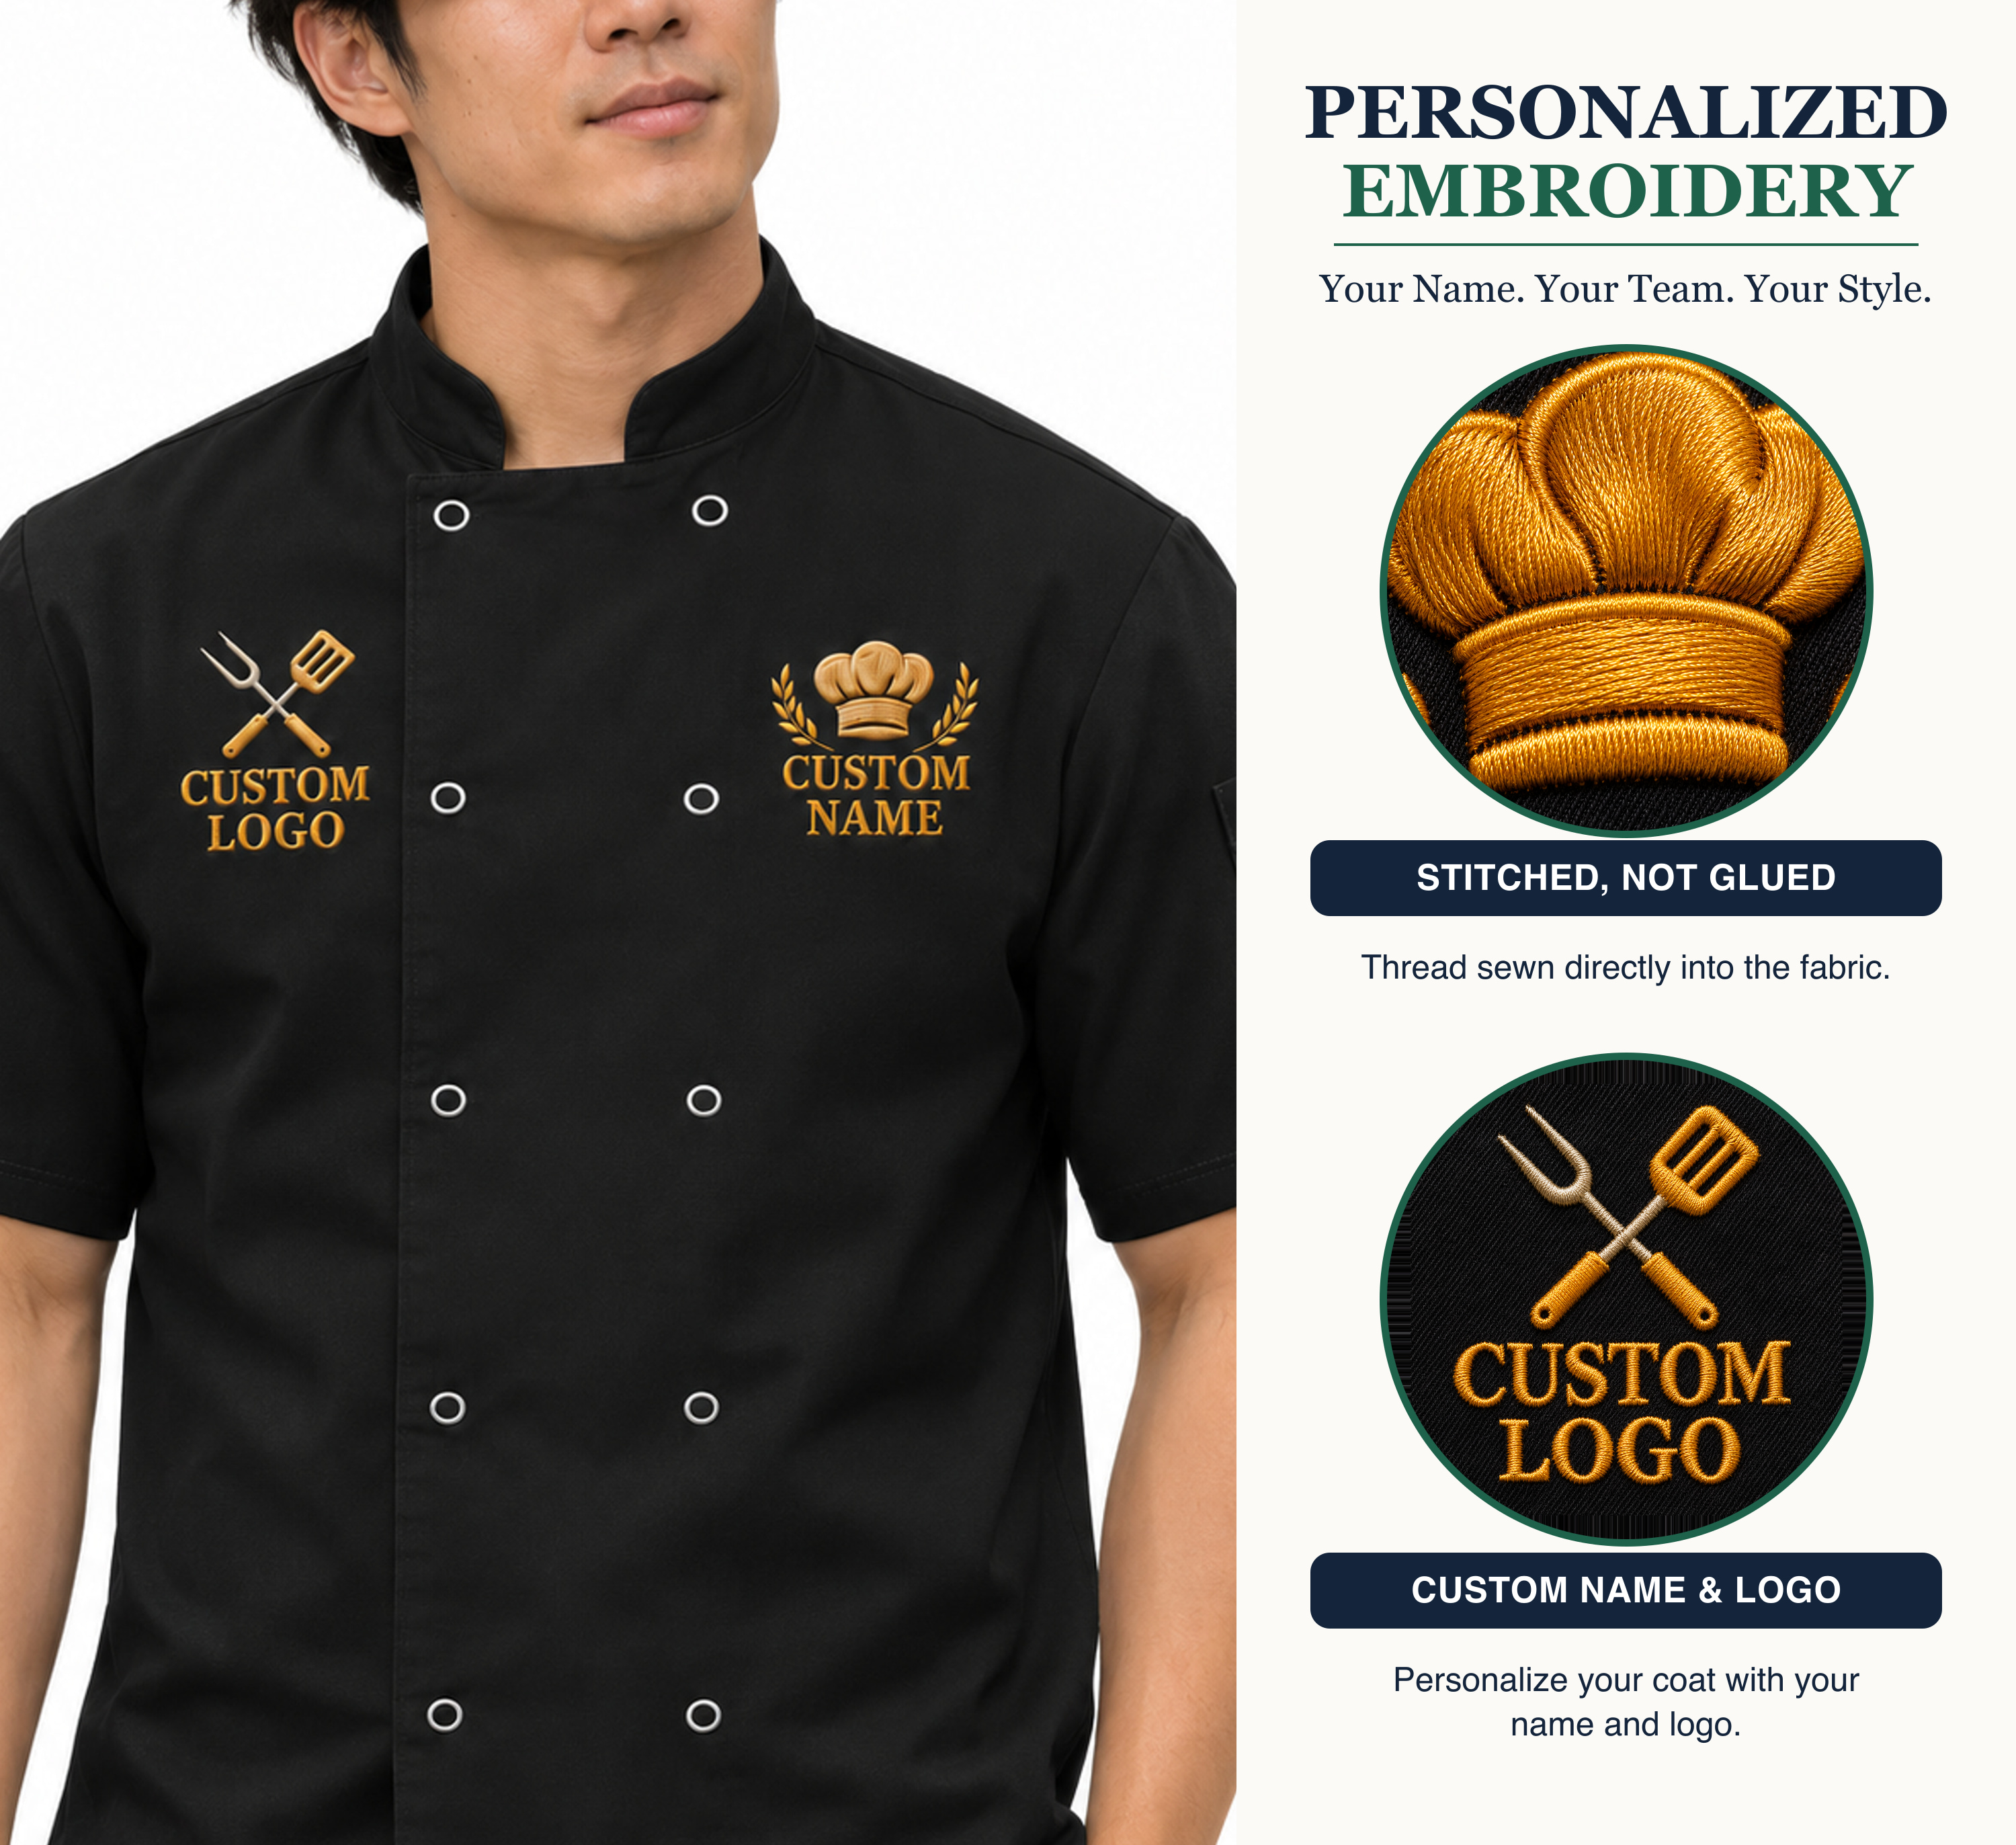 CUSTOM
LOGO
CUSTOM
NAME
PERSONALIZED
EMBROIDERY
Your Name. Your Team. Your Style.
STITCHED, NOT GLUED
Thread sewn directly into the fabric.
CUSTOM
LOGO
CUSTOM NAME & LOGO
Personalize your coat with your
name and logo.